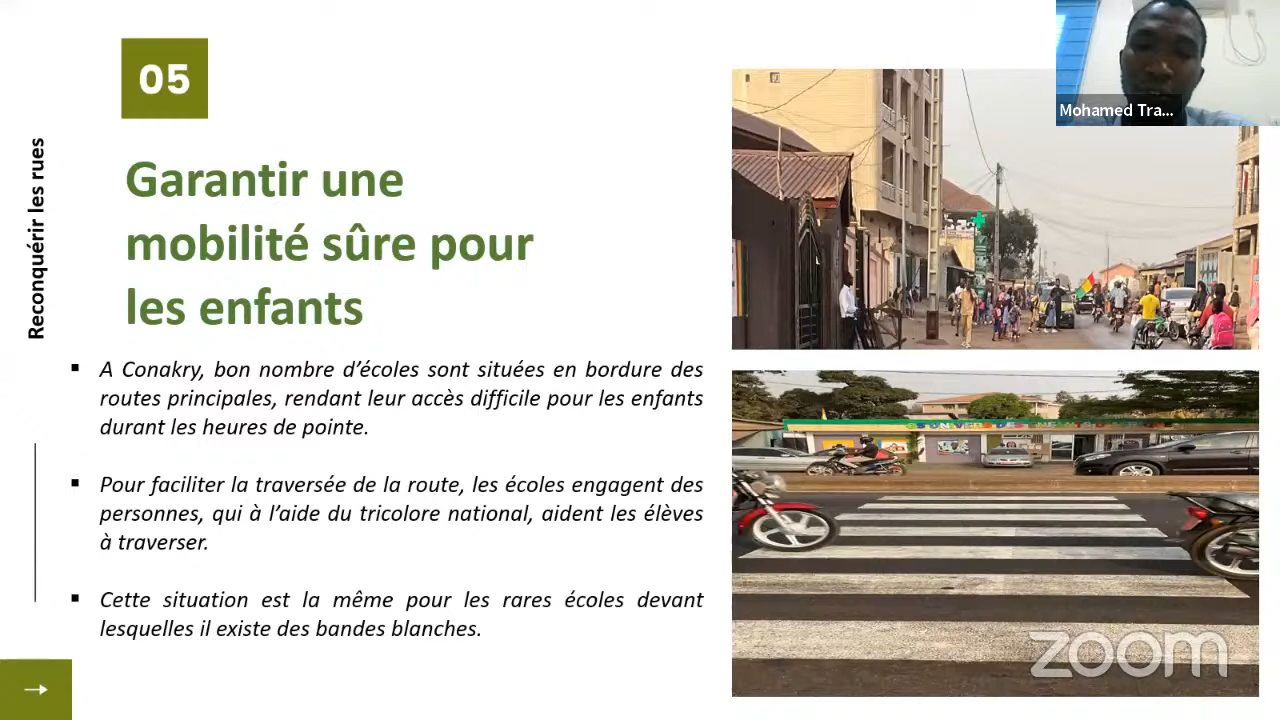 05
Mohamed Tra...
Reconquérir les rues
Garantir une
mobilité sûre pour
les enfants
▪ A Conakry, bon nombre d'écoles sont situées en bordure des
routes principales, rendant leur accès difficile pour les enfants
durant les heures de pointe.
▪ Pour faciliter la traversée de la route, les écoles engagent des
personnes, qui à l'aide du tricolore national, aident les élèves
à traverser.
▪ Cette situation est la même pour les rares écoles devant
lesquelles il existe des bandes blanches.
zoom